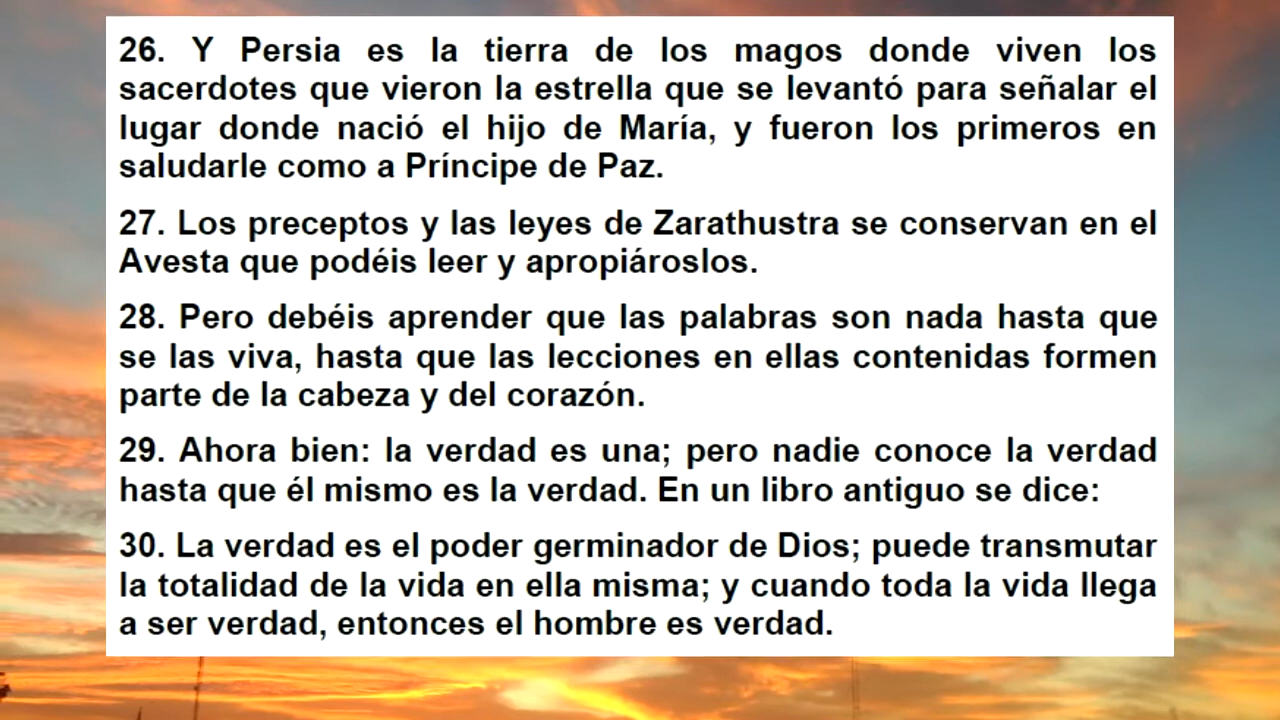 26. Y Persia es la tierra de los magos donde viven los
sacerdotes que vieron la estrella que se levantó para señalar el
lugar donde nació el hijo de María, y fueron los primeros en
saludarle como a Príncipe de Paz.
27. Los preceptos y las leyes de Zarathustra se conservan en el
Avesta que podéis leer y apropiároslos.
28. Pero debéis aprender que las palabras son nada hasta que
se las viva, hasta que las lecciones en ellas contenidas formen
parte de la cabeza y del corazón.
29. Ahora bien: la verdad es una; pero nadie conoce la verdad
hasta que él mismo es la verdad. En un libro antiguo se dice:
30. La verdad es el poder germinador de Dios; puede transmutar
la totalidad de la vida en ella misma; y cuando toda la vida llega
a ser verdad, entonces el hombre es verdad.